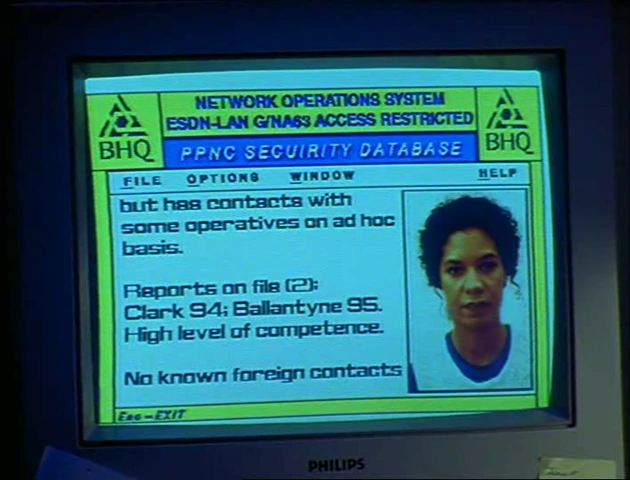 NETWORK OPERATIONS SYSTEM
ESDN-LAN G/NA63 ACCESS RESTRICTED
BHQ
BHQ
PPNC SECUIRITY DATABASE
FILE OPTIONS WINDOW HELP
but has contacts with
some operatives on ad hoc
basis.
Reports on file (2):
Clark 94; Ballantyne 95.
High level of competence.
No known foreign contacts
Esc-EXIT
PHILIPS